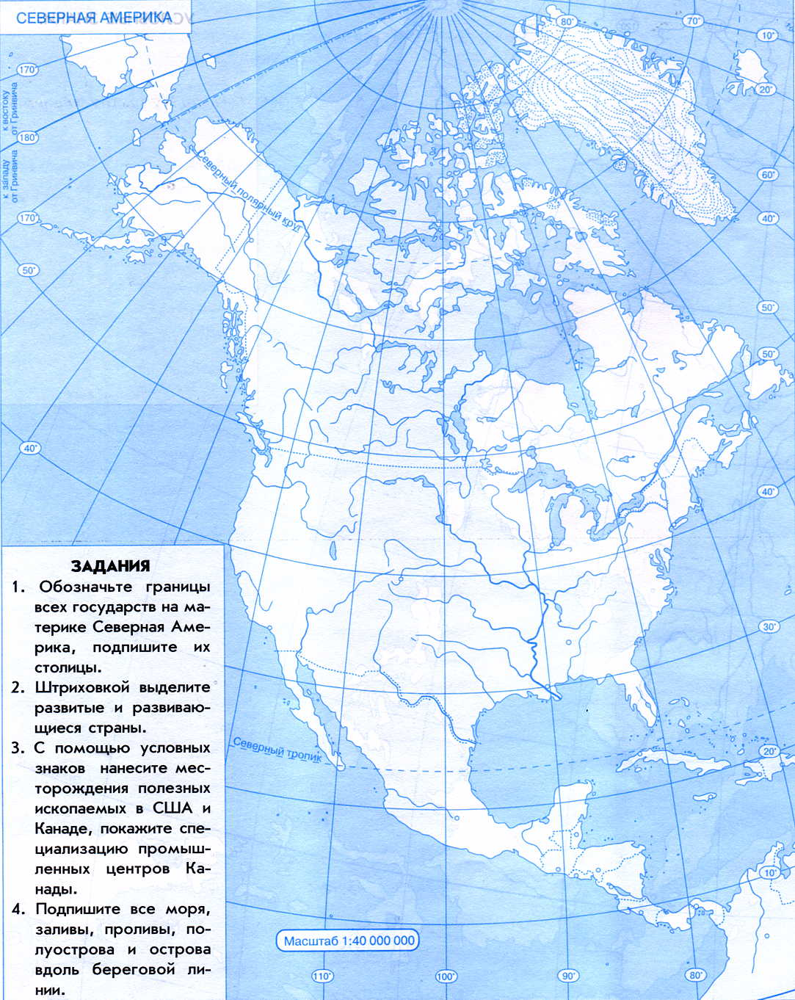 СЕВЕРНАЯ АМЕРИКА
80°
70°
10°
170°
20°
к востоку
от Гринвича
180°
к западу
от Гринвича
60°
170°
40°
Северный полярный круг
50°
50°
50°
40°
40°
30°
ЗАДАНИЯ
1. Обозначьте границы
всех государств на ма-
терике Северная Аме-
рика, подпишите их
столицы.
2. Штриховкой выделите
развитые и развиваю-
щиеся страны.
3. С помощью условных
знаков нанесите мес-
торождения полезных
ископаемых в США и
Канаде, покажите спе-
циализацию промыш-
ленных центров Ка-
нады.
4. Подпишите все моря,
заливы, проливы, по-
луострова и острова
вдоль береговой ли-
нии.
Северный тропик
20°
10°
Масштаб 1:40 000 000
110°
100°
90°
80°